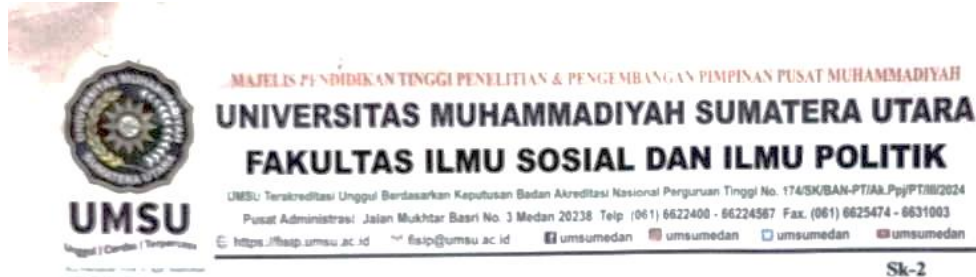 MAJELIS PENDIDIKAN TINGGI PENELITIAN & PENGEMBANGAN PIMPINAN PUSAT MUHAMMADIYAH
UNIVERSITAS MUHAMMADIYAH SUMATERA UTARA
FAKULTAS ILMU SOSIAL DAN ILMU POLITIK
UMSU Terakreditasi Unggul Berdasarkan Keputusan Badan Akreditasi Nasional Perguruan Tinggi No. 174/SK/BAN-PT/Ak.Ppj/PT/III/2024
Pusat Administrasi Jalan Mukhtar Basri No. 3 Medan 20238 Telp (061) 6622400 - 66224567 Fax. (061) 6625474 - 6631003
https://fisip.umsu.ac.id fisip@umsu.ac.id umsumedan umsumedan umsumedan umsumedan
UMSU
Unggul | Cerdas | Terpercaya
Sk-2